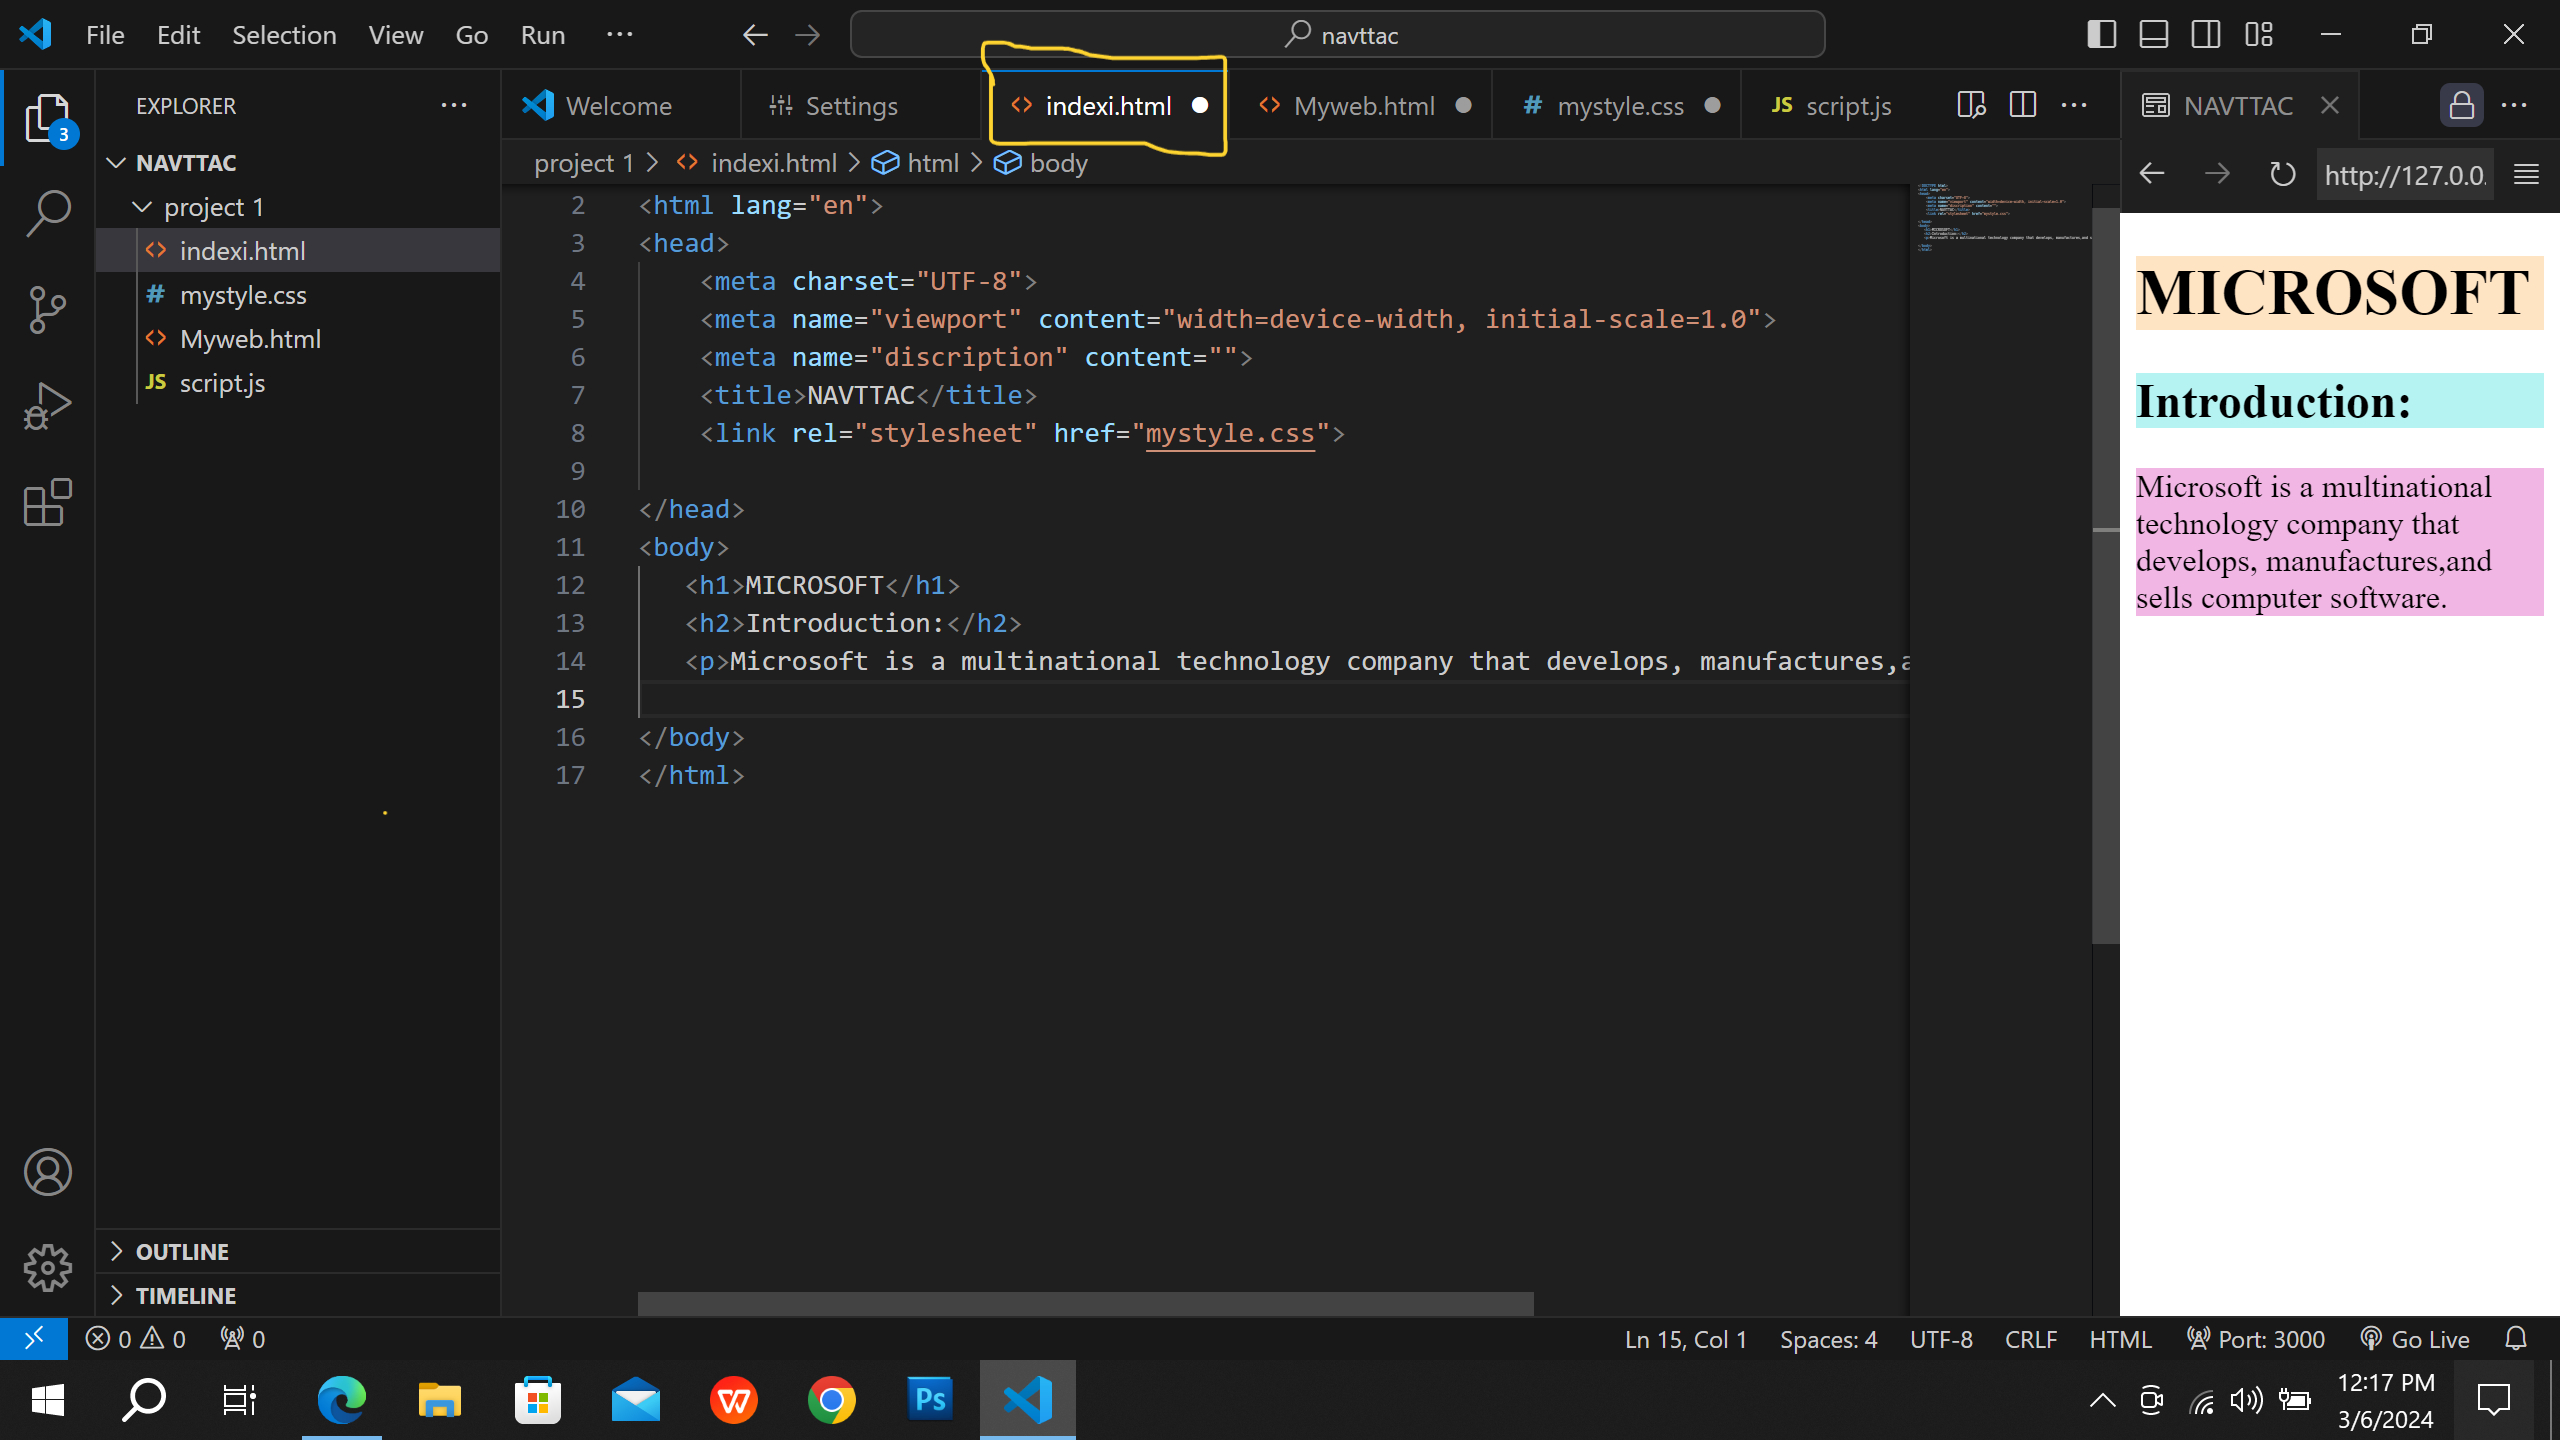 File Edit Selection View Go Run ···
navttac
EXPLORER
3
NAVTTAC
project 1
indexi.html
mystyle.css
Myweb.html
JS script.js
OUTLINE
TIMELINE
Welcome
Settings
indexi.html
Myweb.html
# mystyle.css
JS script.js
project 1 > indexi.html > html > body
2 <html lang="en">
3 <head>
4 <meta charset="UTF-8">
5 <meta name="viewport" content="width=device-width, initial-scale=1.0">
6 <meta name="discription" content="">
7 <title>NAVTTAC</title>
8 <link rel="stylesheet" href="mystyle.css">
9
10 </head>
11 <body>
12 <h1>MICROSOFT</h1>
13 <h2>Introduction:</h2>
14 <p>Microsoft is a multinational technology company that develops, manufactures,a
15
16 </body>
17 </html>
NAVTTAC
http://127.0.0.
MICROSOFT
Introduction:
Microsoft is a multinational
technology company that
develops, manufactures,and
sells computer software.
0 0 0
Ln 15, Col 1 Spaces: 4 UTF-8 CRLF HTML Port: 3000 Go Live
Ps
12:17 PM
3/6/2024